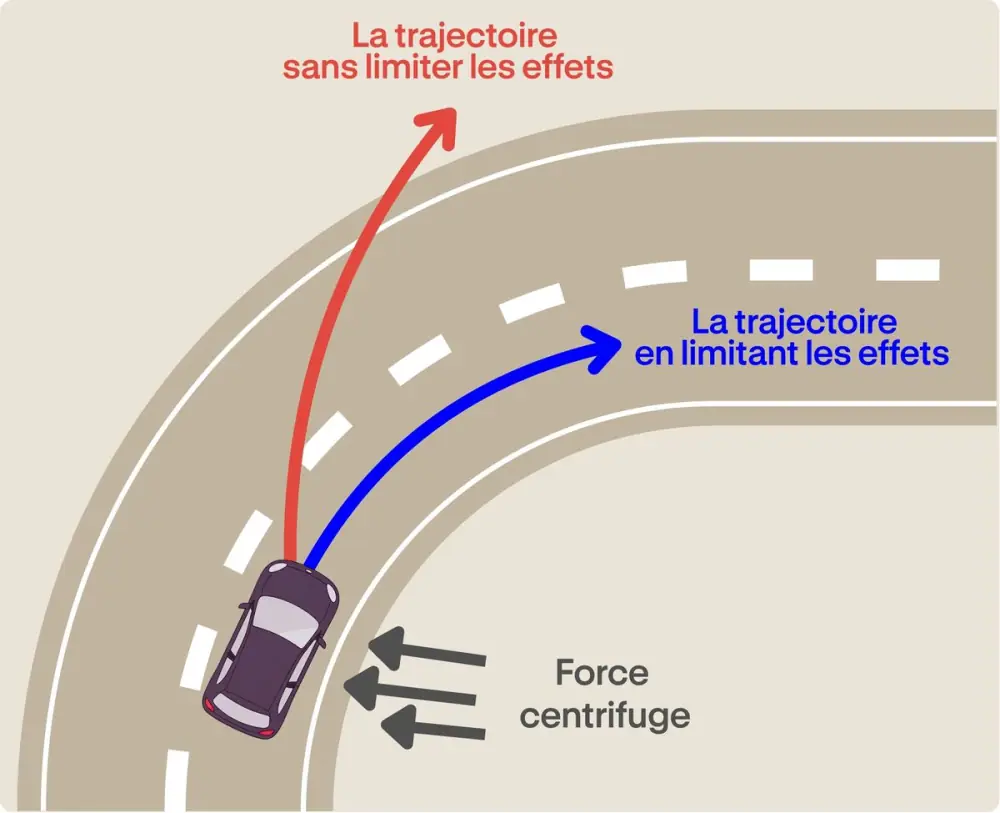 La trajectoire
sans limiter les effets
La trajectoire
en limitant les effets
Force
centrifuge